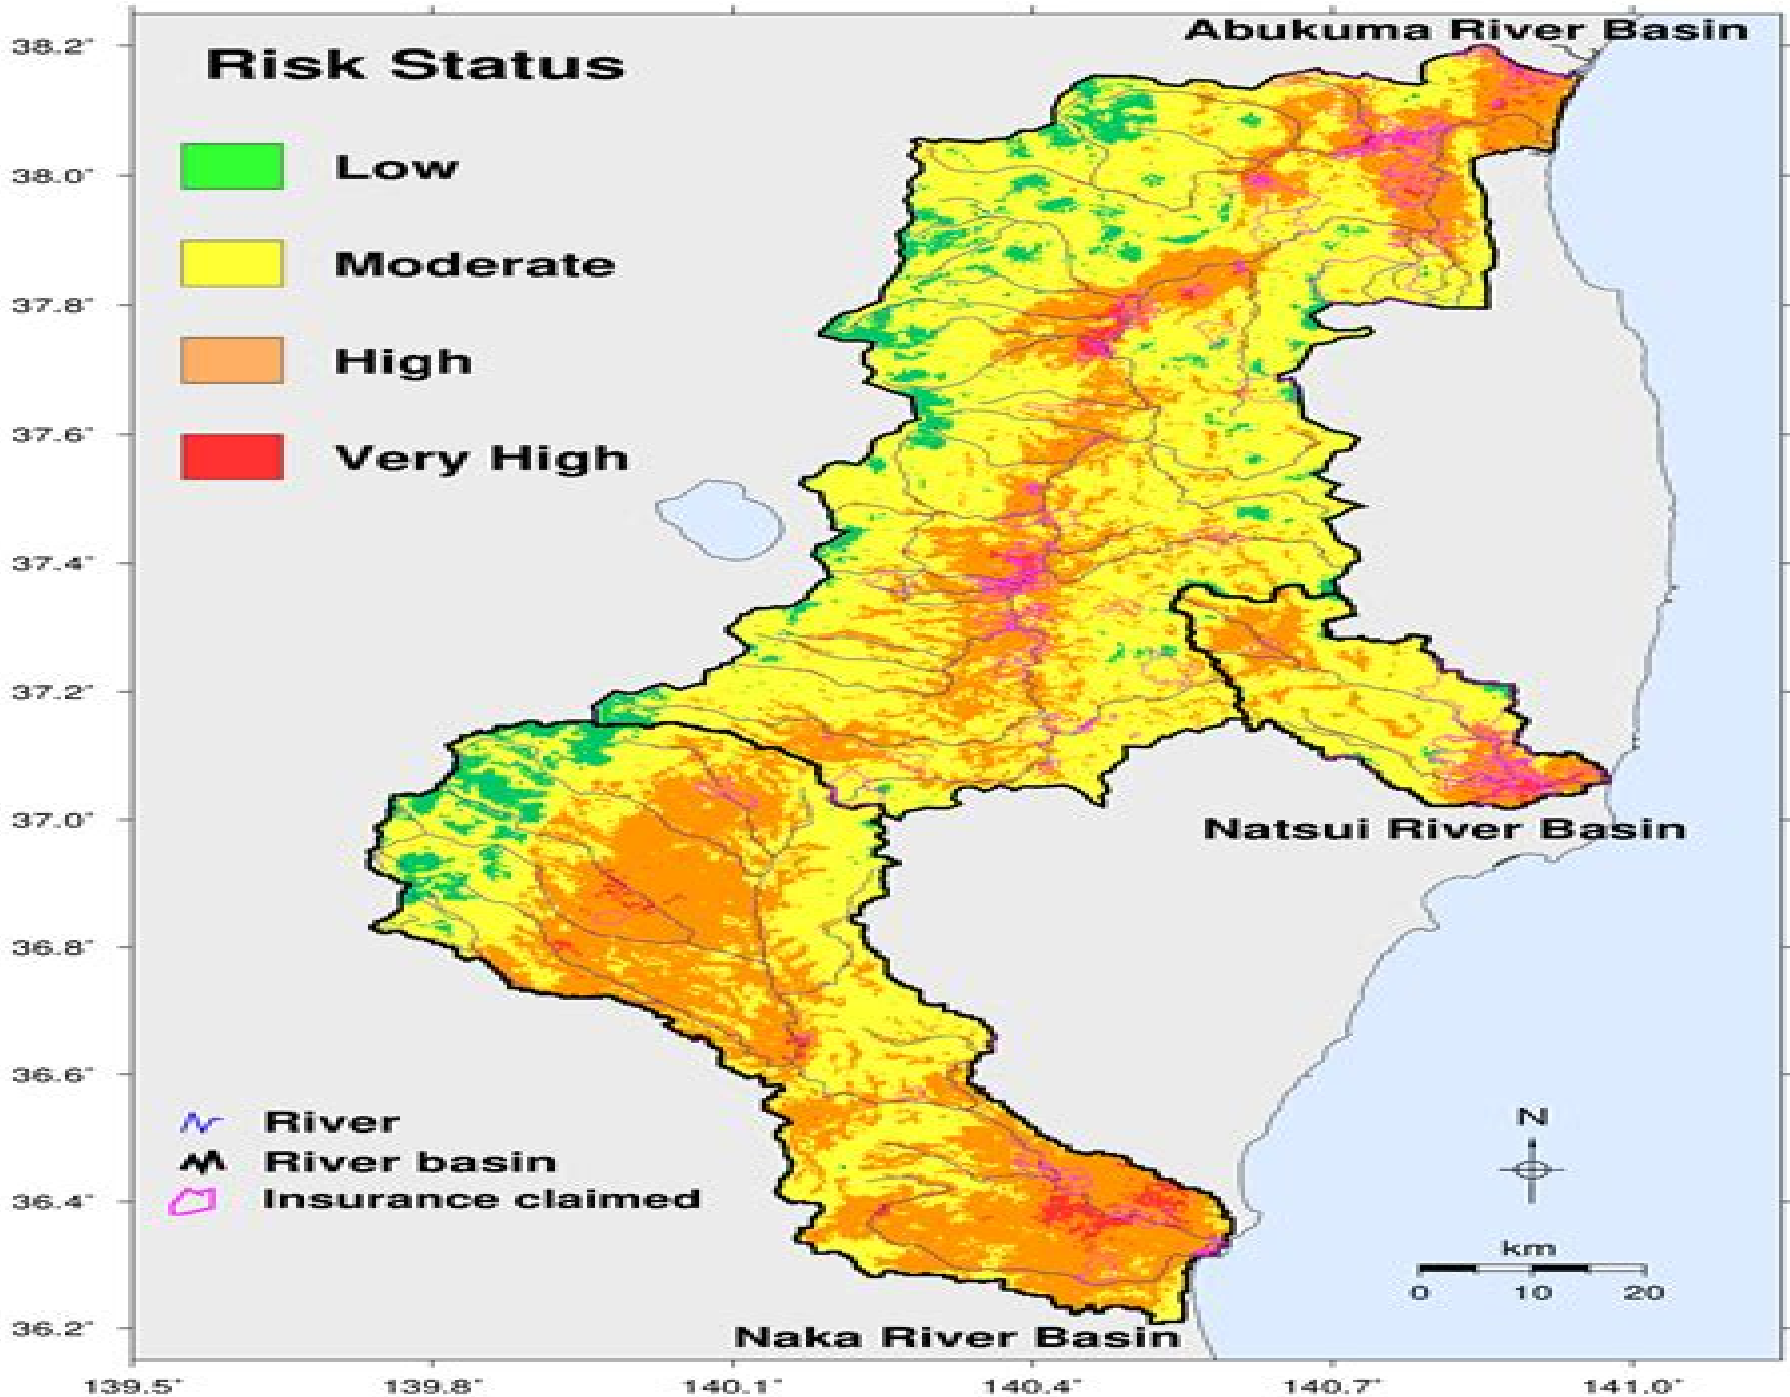 Abukuma River Basin
38.2°
Risk Status
Low
38.0°
Moderate
37.8°
High
37.6°
Very High
37.4°
37.2°
37.0°
Natsui River Basin
36.8°
36.6°
N
River
River basin
Insurance claimed
36.4°
km
0 10 20
36.2°
Naka River Basin
139.5° 139.8° 140.1° 140.4° 140.7° 141.0°